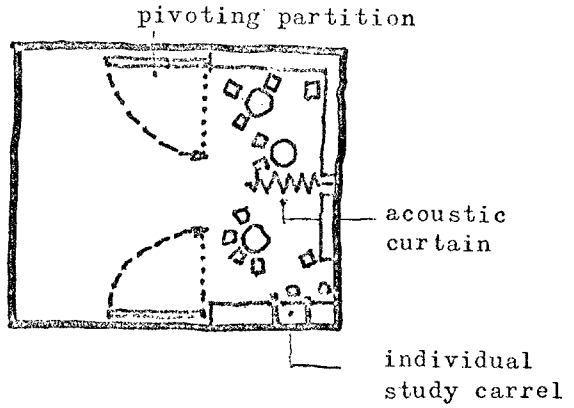 pivoting partition
acoustic
curtain
individual
study carrel